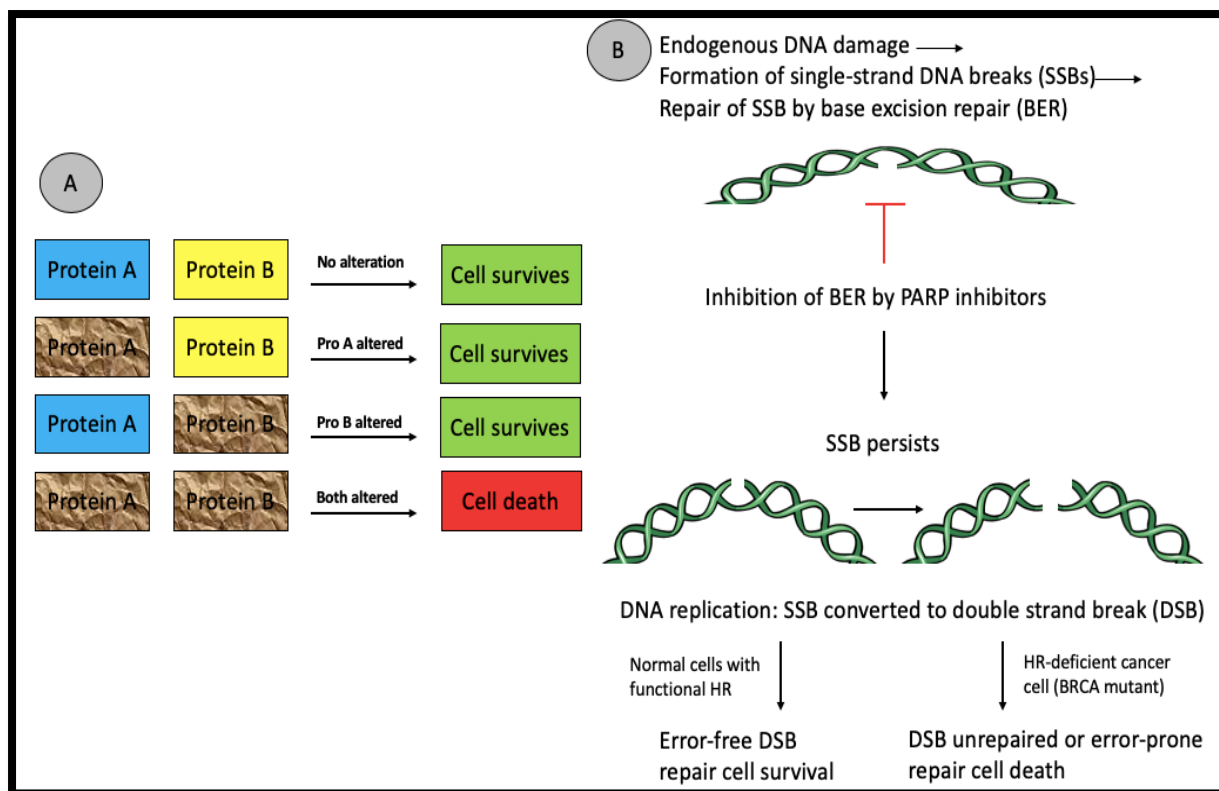 A
Protein A Protein B No alteration Cell survives
Protein A Protein B Pro A altered Cell survives
Protein A Protein B Pro B altered Cell survives
Protein A Protein B Both altered Cell death
B
Endogenous DNA damage
Formation of single-strand DNA breaks (SSBs)
Repair of SSB by base excision repair (BER)
Inhibition of BER by PARP inhibitors
SSB persists
DNA replication: SSB converted to double strand break (DSB)
Normal cells with
functional HR
HR-deficient cancer
cell (BRCA mutant)
Error-free DSB
repair cell survival
DSB unrepaired or error-prone
repair cell death